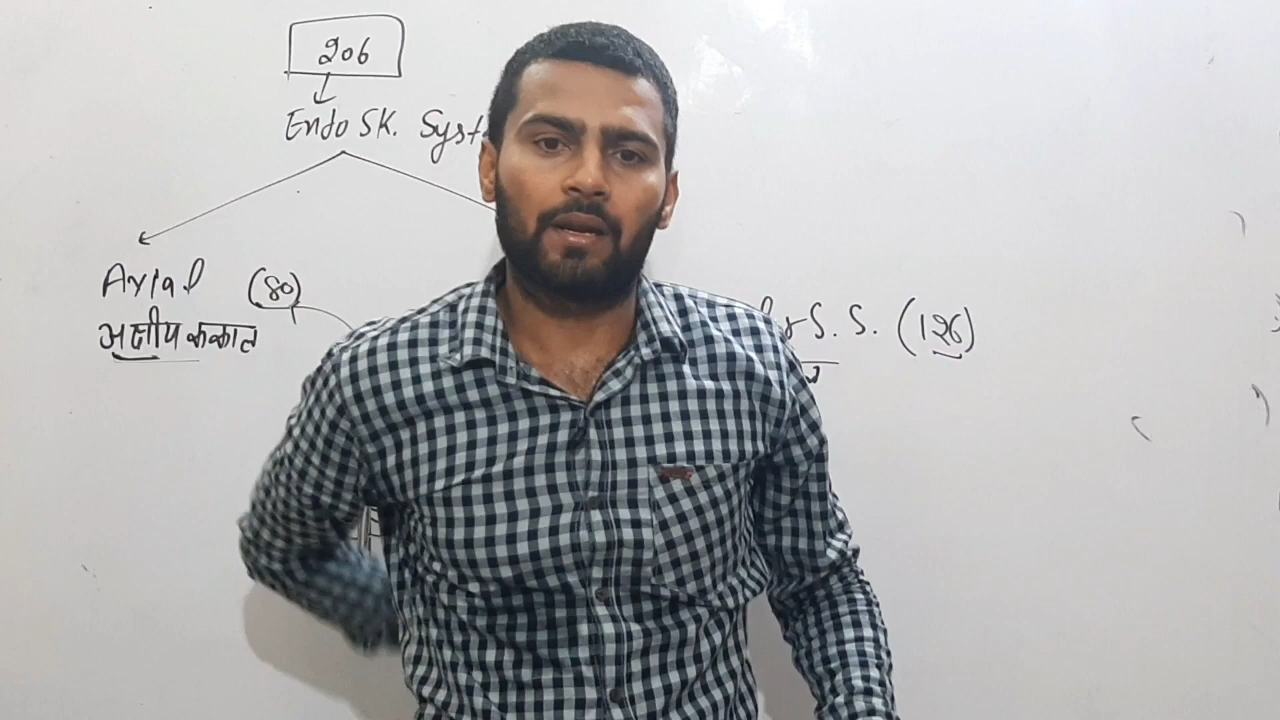 206
Endo SK. Syst
Axial (80)
अक्षीय कंकाल
S. S. (126)